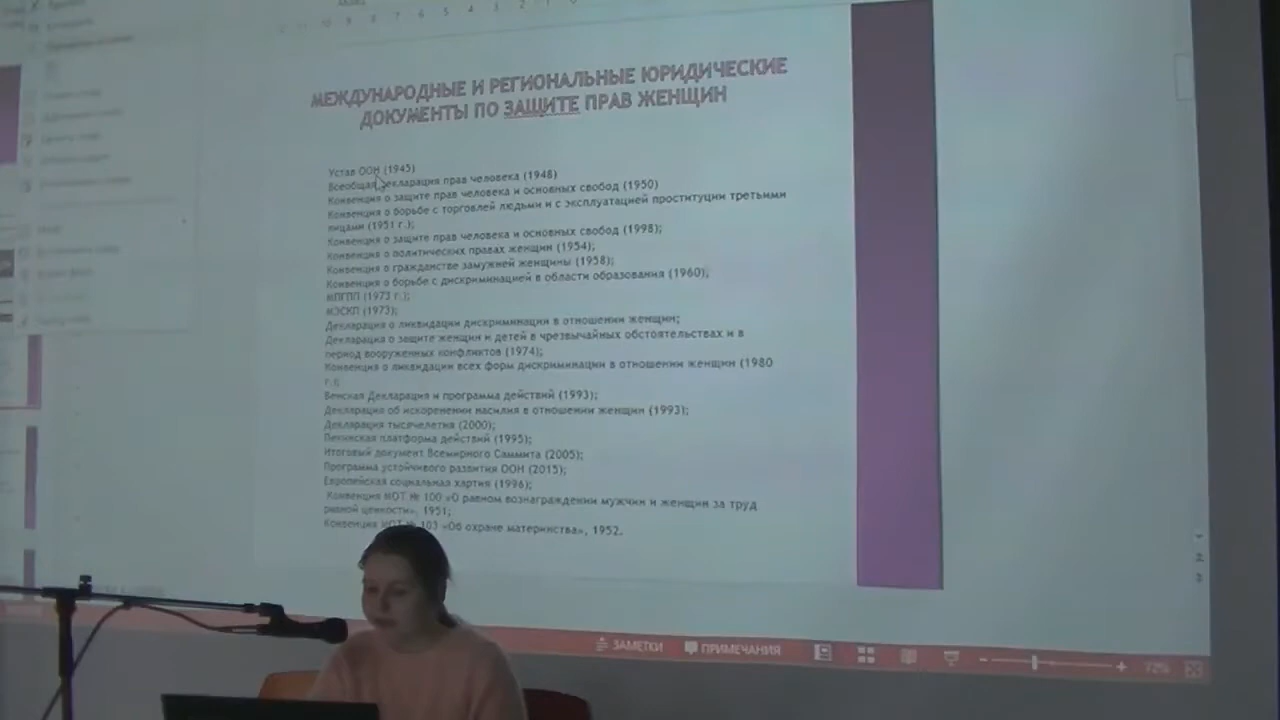 МЕЖДУНАРОДНЫЕ И РЕГИОНАЛЬНЫЕ ЮРИДИЧЕСКИЕ
ДОКУМЕНТЫ ПО ЗАЩИТЕ ПРАВ ЖЕНЩИН
Устав ООН (1945)
Всеобщая декларация прав человека (1948)
Конвенция о защите прав человека и основных свобод (1950)
Конвенция о борьбе с торговлей людьми и с эксплуатацией проституции третьими
лицами (1951 г.);
Конвенция о защите прав человека и основных свобод (1998);
Конвенция о политических правах женщин (1954);
Конвенция о гражданстве замужней женщины (1958);
Конвенция о борьбе с дискриминацией в области образования (1960);
МПГПП (1973 г.);
МЭСКП (1973);
Декларация о ликвидации дискриминации в отношении женщин;
Декларация о защите женщин и детей в чрезвычайных обстоятельствах и в
период вооруженных конфликтов (1974);
Конвенция о ликвидации всех форм дискриминации в отношении женщин (1980
г.);
Венская Декларация и программа действий (1993);
Декларация об искоренении насилия в отношении женщин (1993);
Декларация тысячелетия (2000);
Пекинская платформа действий (1995);
Итоговый документ Всемирного Саммита (2005);
Программа устойчивого развития ООН (2015);
Европейская социальная хартия (1996);
Конвенция МОТ № 100 «О равном вознаграждении мужчин и женщин за труд
равной ценности», 1951;
Конвенция МОТ № 103 «Об охране материнства», 1952.
ЗАМЕТКИ ПРИМЕЧАНИЯ 72%